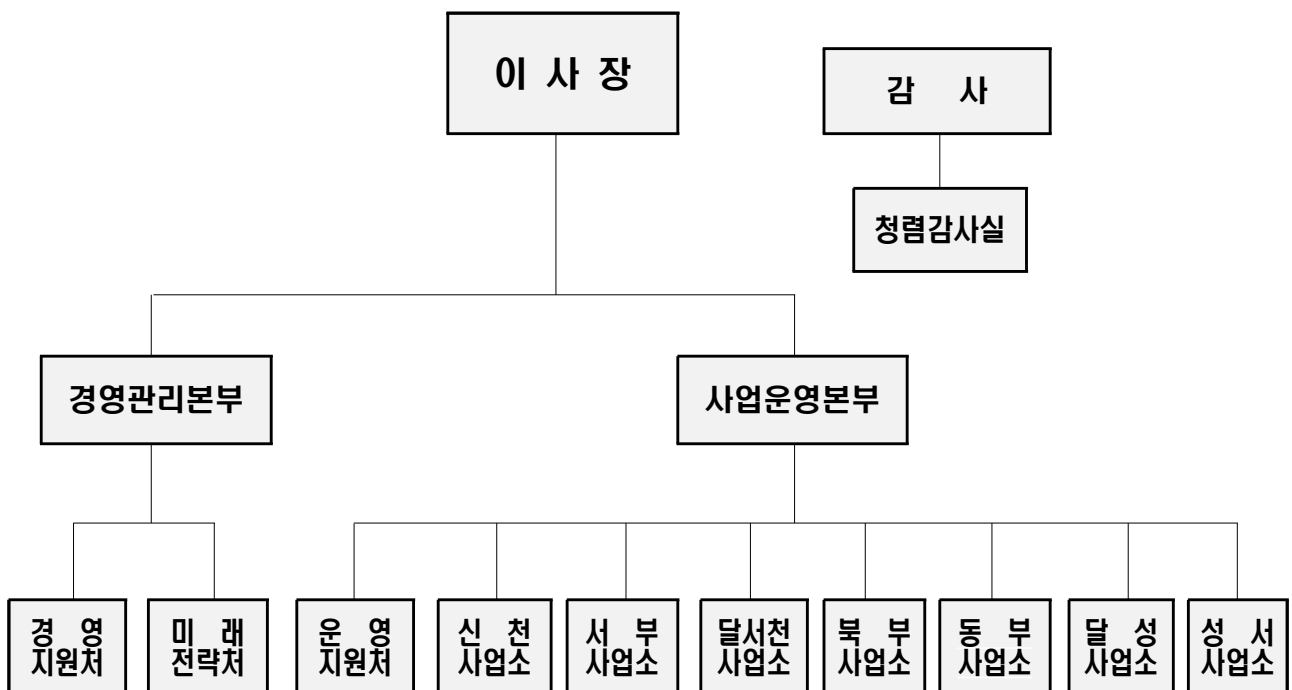 이 사 장
감 사
청렴감사실
경영관리본부
사업운영본부
경 영
지원처
미 래
전략처
운 영
지원처
신 천
사업소
서 부
사업소
달서천
사업소
북 부
사업소
동 부
사업소
달 성
사업소
성 서
사업소